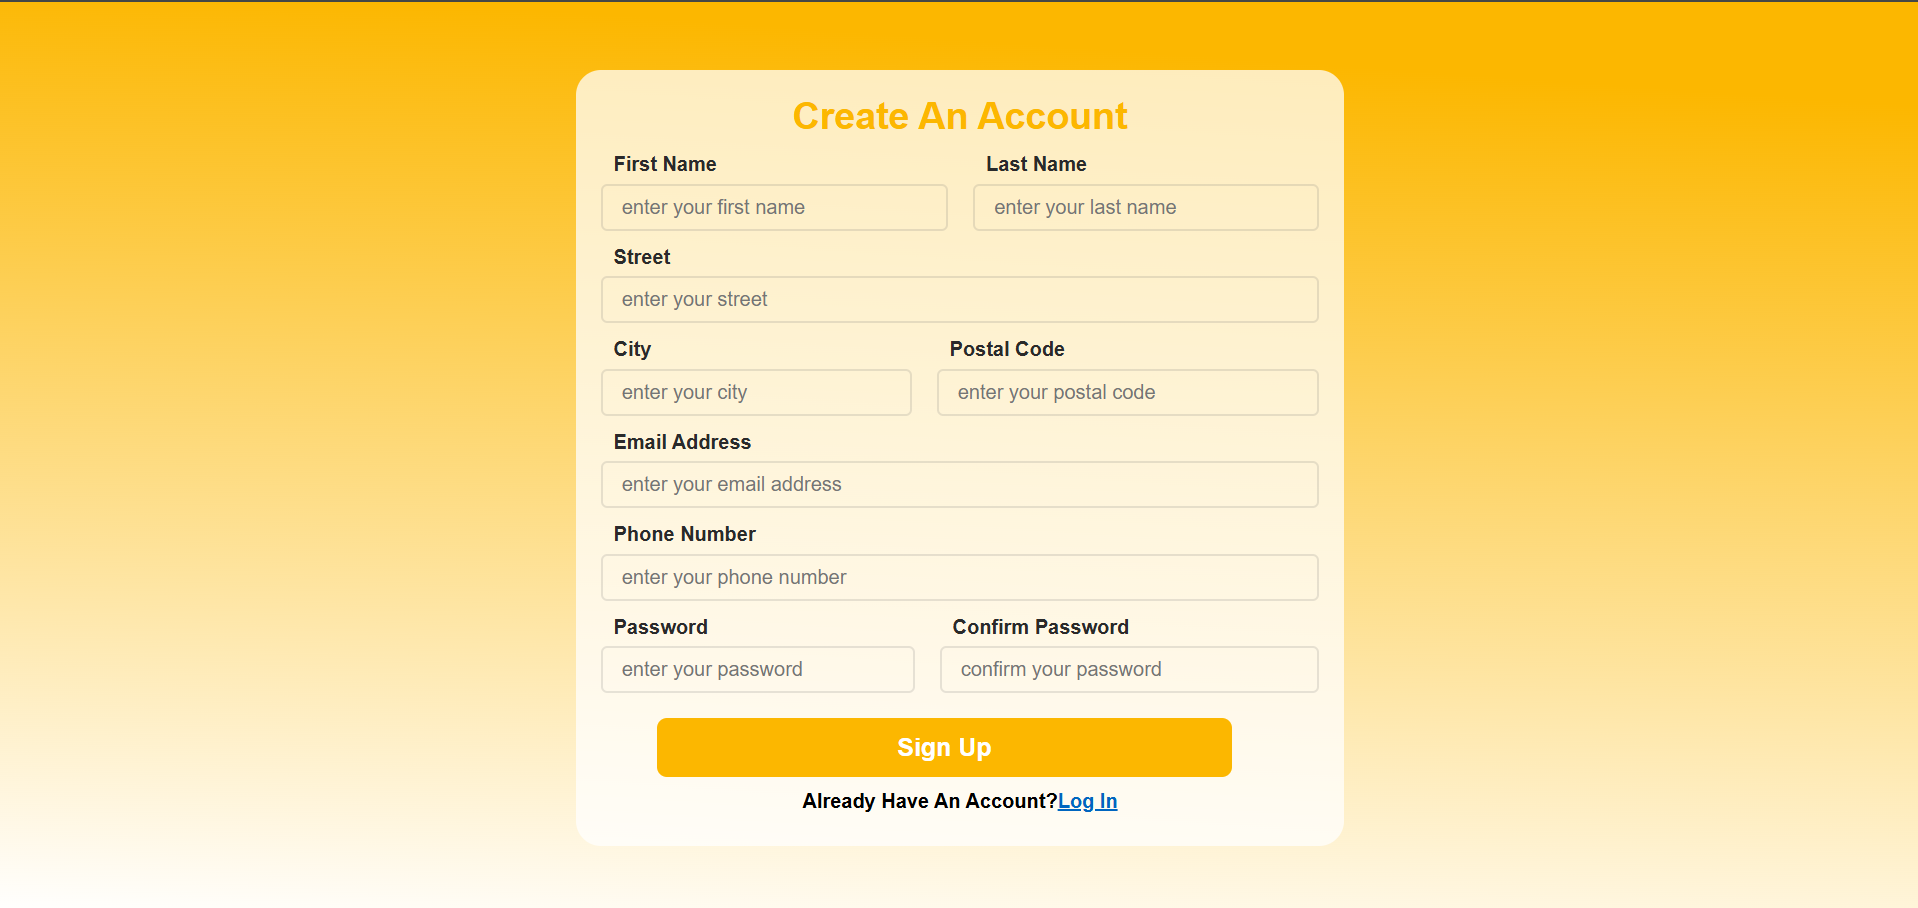 Create An Account
First Name Last Name
enter your first name enter your last name
Street
enter your street
City Postal Code
enter your city enter your postal code
Email Address
enter your email address
Phone Number
enter your phone number
Password Confirm Password
enter your password confirm your password
Sign Up
Already Have An Account?Log In